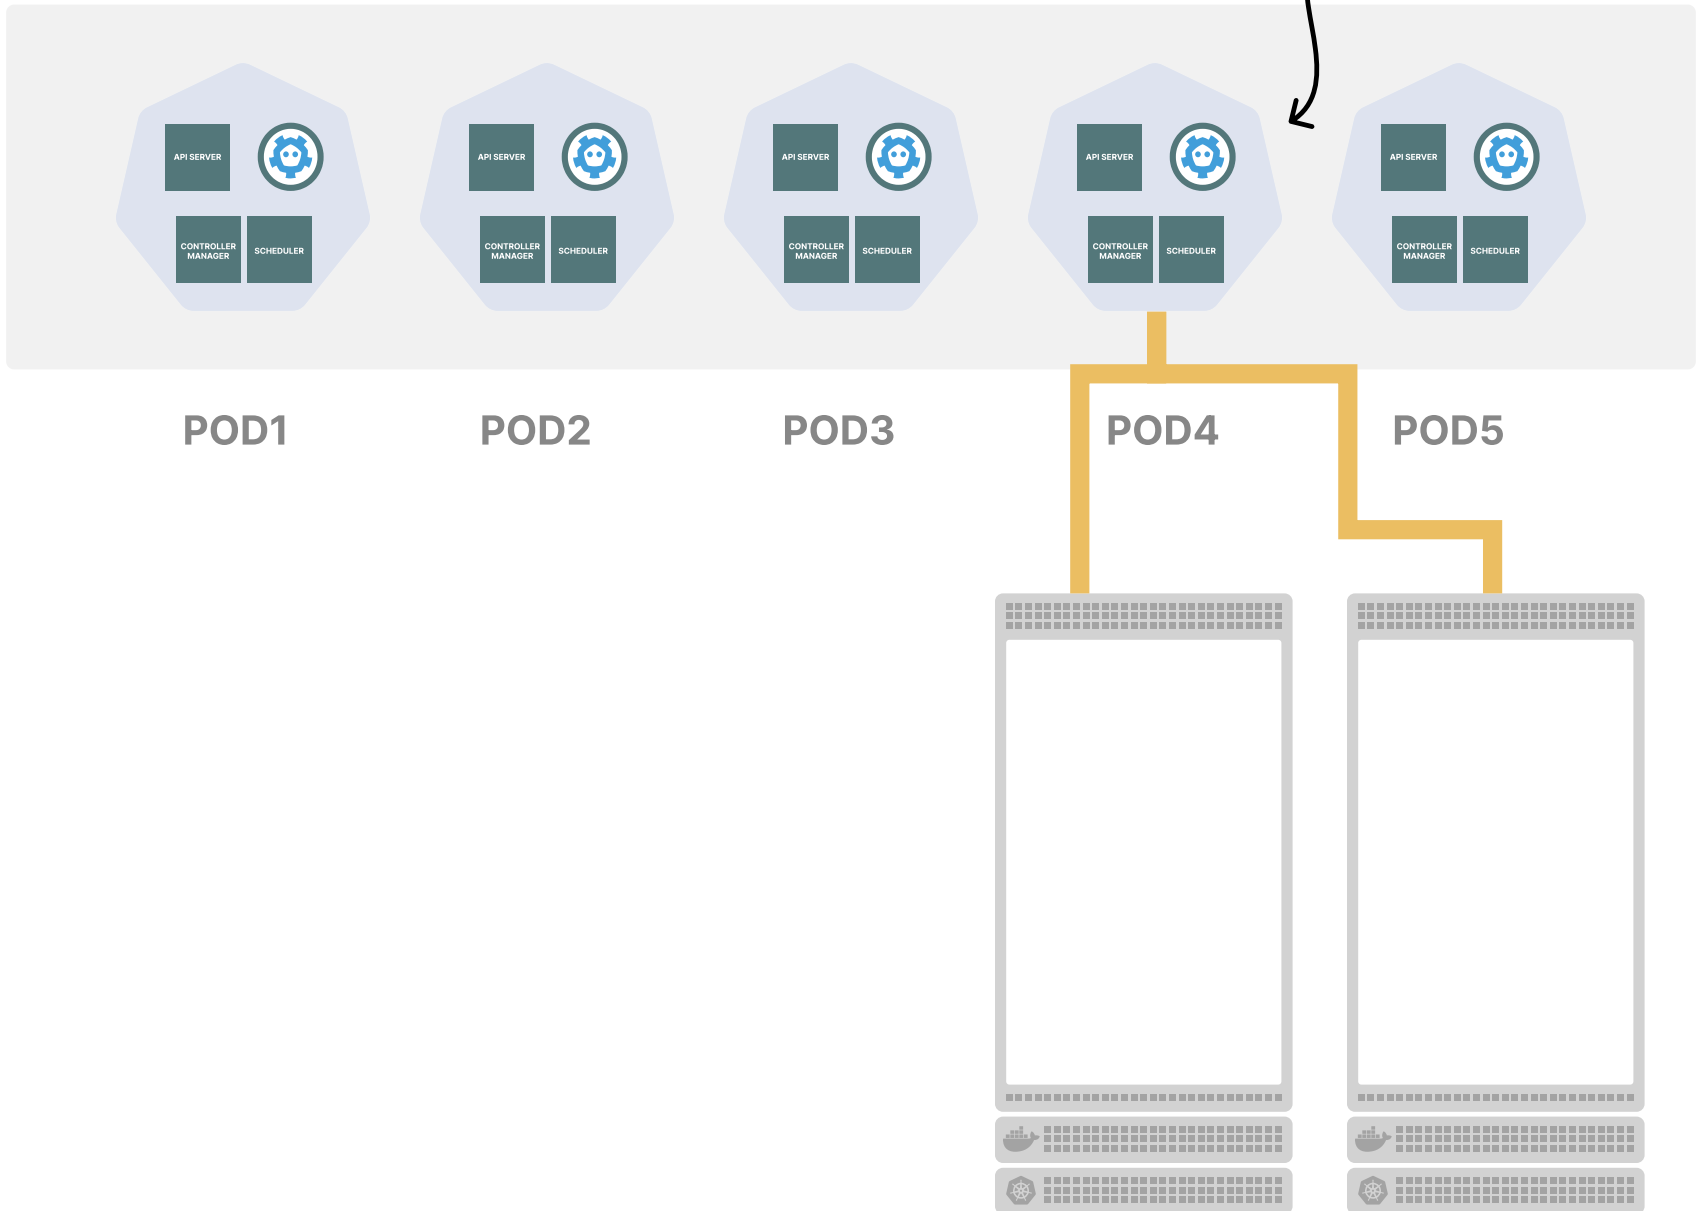 API SERVER
CONTROLLER
MANAGER
SCHEDULER
API SERVER
CONTROLLER
MANAGER
SCHEDULER
API SERVER
CONTROLLER
MANAGER
SCHEDULER
API SERVER
CONTROLLER
MANAGER
SCHEDULER
API SERVER
CONTROLLER
MANAGER
SCHEDULER
POD1
POD2
POD3
POD4
POD5